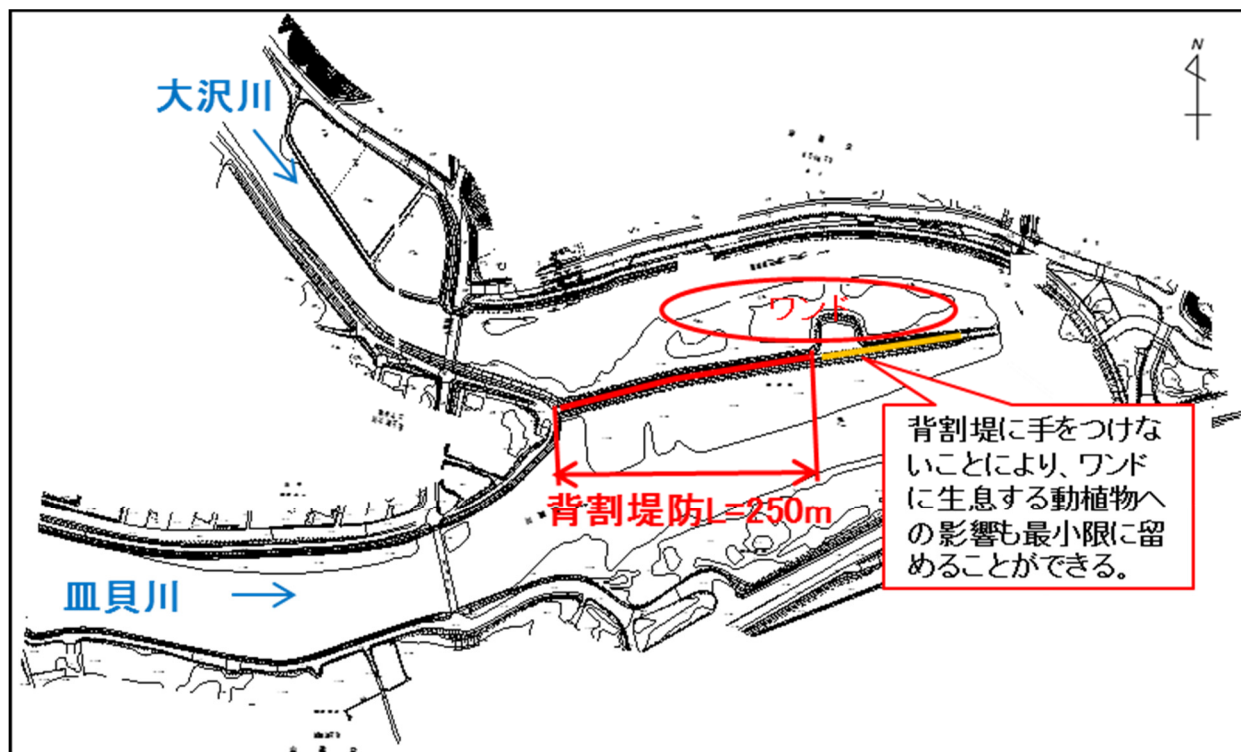 N
大沢川
ワンド
背割堤に手をつけな
いことにより、ワンド
に生息する動植物へ
の影響も最小限に留
めることができる。
背割堤防L=250m
皿貝川